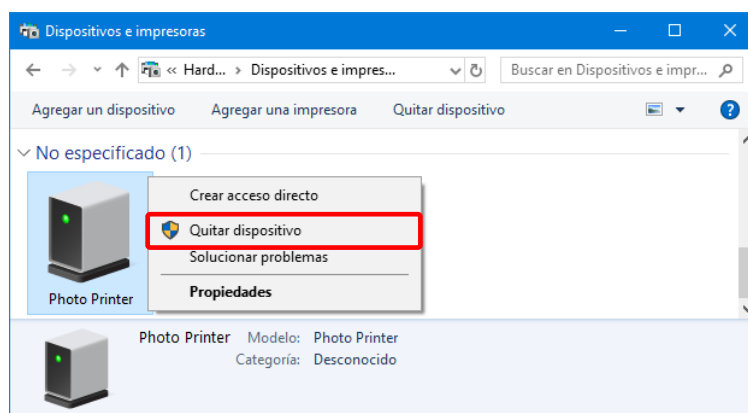 Dispositivos e impresoras
« Hard... > Dispositivos e impres... Buscar en Dispositivos e impr...
Agregar un dispositivo Agregar una impresora Quitar dispositivo ?
No especificado (1)
Crear acceso directo
Quitar dispositivo
Solucionar problemas
Propiedades
Photo Printer
Photo Printer Modelo: Photo Printer
Categoría: Desconocido